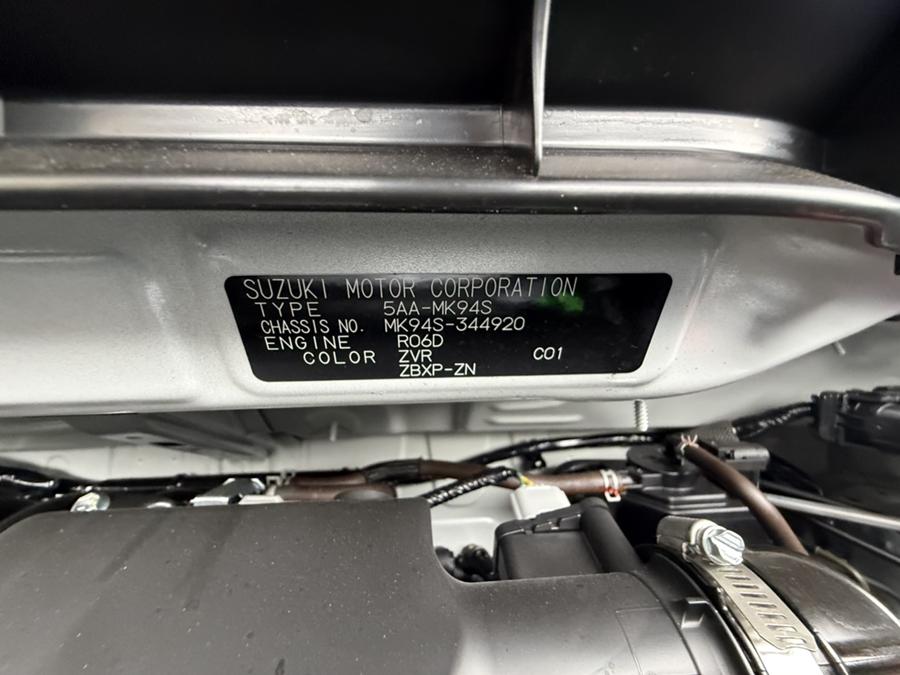 SUZUKI MOTOR CORPORATION
TYPE 5AA-MK94S
CHASSIS NO. MK94S-344920
ENGINE R06D
COLOR ZVR C01
ZBXP-ZN